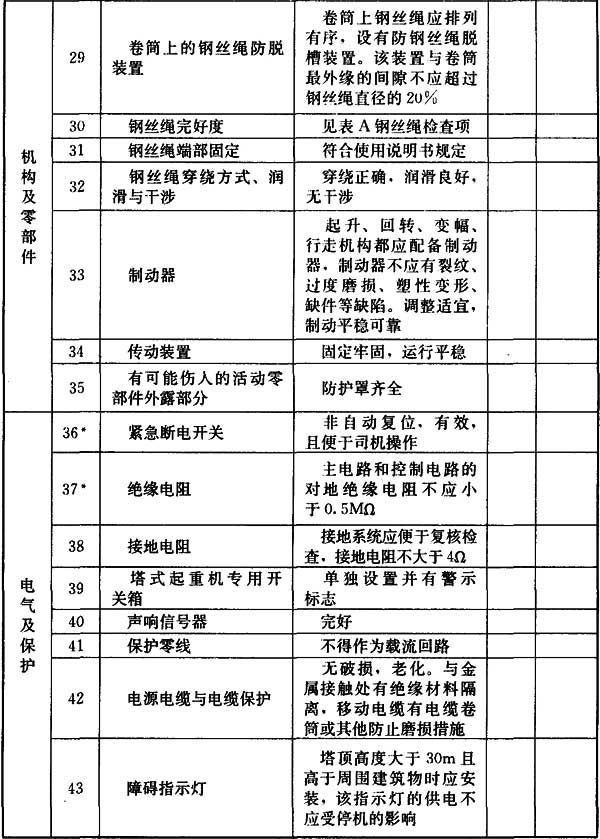 机构及零部件
29 卷筒上的钢丝绳防脱
装置
卷筒上钢丝绳应排列
有序，设有防钢丝绳脱
槽装置。该装置与卷筒
最外缘的间隙不应超过
钢丝绳直径的20%
30 钢丝绳完好度 见表A钢丝绳检查项
31 钢丝绳端部固定 符合使用说明书规定
32 钢丝绳穿绕方式、润
滑与干涉
穿绕正确，润滑良好，
无干涉
33 制动器
起升、回转、变幅、
行走机构都应配备制动
器，制动器不应有裂纹、
过度磨损、塑性变形、
缺件等缺陷。调整适宜，
制动平稳可靠
34 传动装置 固定牢固，运行平稳
35 有可能伤人的活动零
部件外露部分
防护罩齐全
电气及保护
36* 紧急断电开关
非自动复位，有效，
且便于司机操作
37* 绝缘电阻
主电路和控制电路的
对地绝缘电阻不应小
于0.5MΩ
38 接地电阻
接地系统应便于复核检
查，接地电阻不大于4Ω
39 塔式起重机专用开
关箱
单独设置并有警示
标志
40 声响信号器 完好
41 保护零线 不得作为载流回路
42 电源电缆与电缆保护
无破损，老化。与金
属接触处有绝缘材料隔
离，移动电缆有电缆卷
筒或其他防止磨损措施
43 障碍指示灯
塔顶高度大于30m且
高于周围建筑物时应安
装，该指示灯的供电不
应受停机的影响